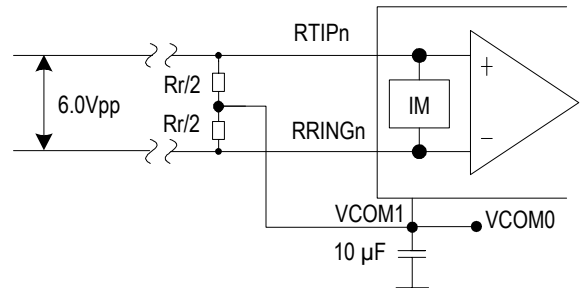 RTIPn
Rr/2
6.0Vpp
IM
+
Rr/2
−
RRINGn
VCOM1
VCOM0
10 µF